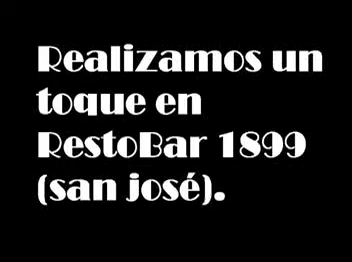 Realizamos un
toque en
RestoBar 1899
(san josé).